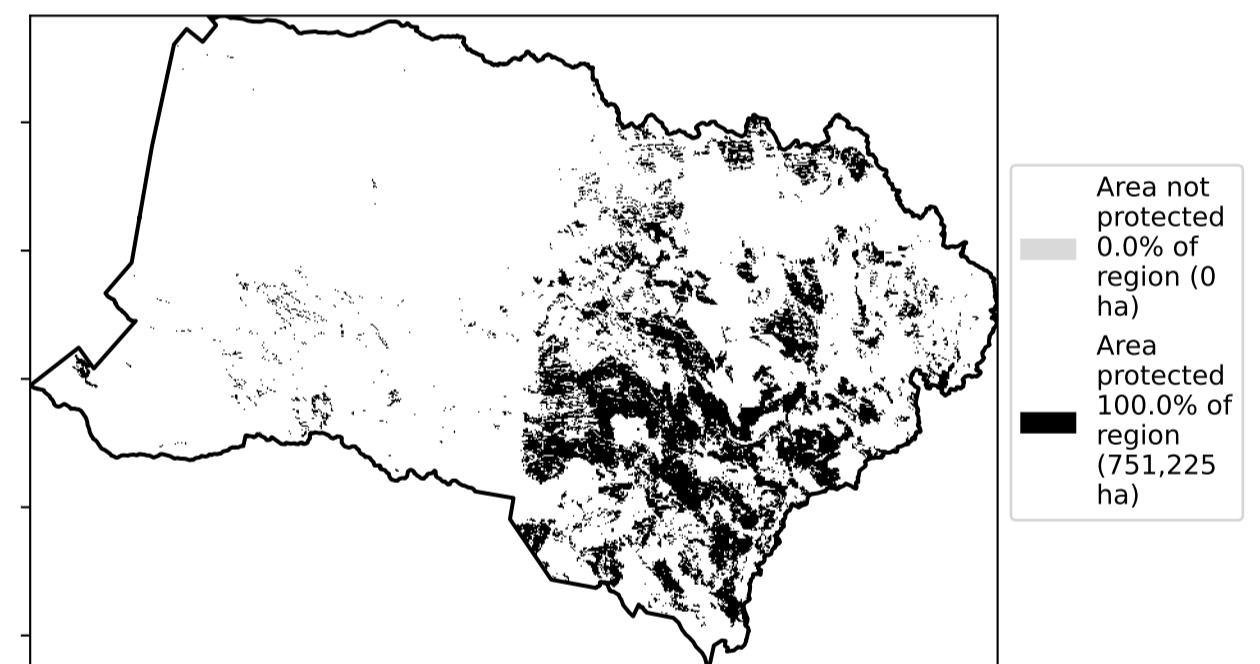 Area not
protected
0.0% of
region (0
ha)
Area
protected
100.0% of
region
(751,225
ha)